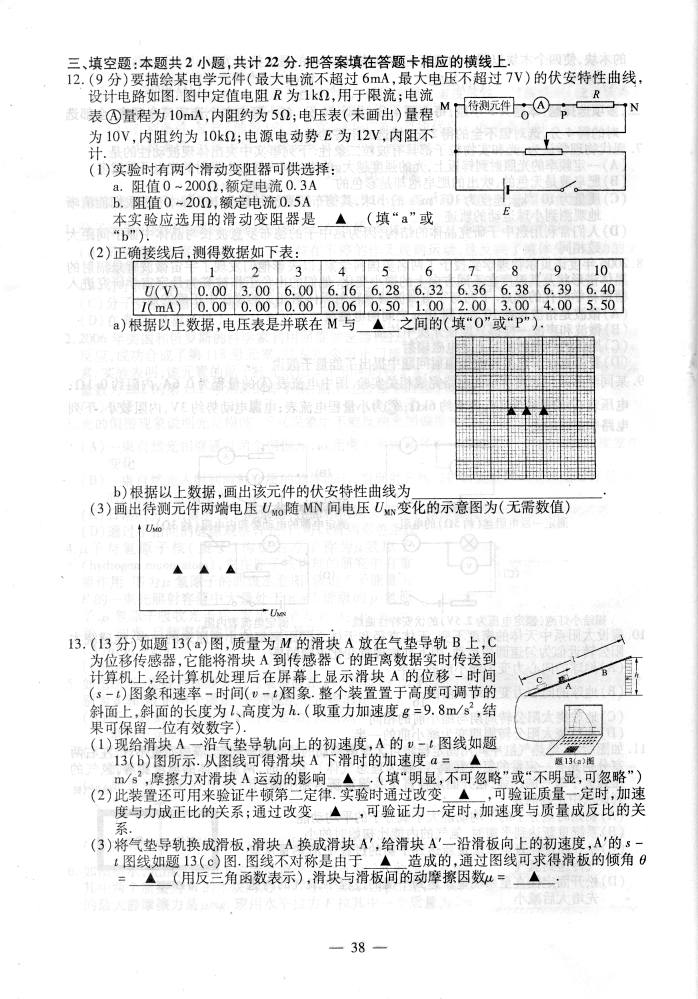 三、填空题:本题共2小题,共计22分.把答案填在答题卡相应的横线上.
12.(9分)要描绘某电学元件(最大电流不超过6mA,最大电压不超过7V)的伏安特性曲线,
设计电路如图.图中定值电阻R为1kΩ,用于限流;电流
表Ⓐ量程为10mA,内阻约为5Ω;电压表(未画出)量程
为10V,内阻约为10kΩ;电源电动势E为12V,内阻不
计.
M 待测元件 O A P R N
E
(1)实验时有两个滑动变阻器可供选择:
a. 阻值0~200Ω,额定电流0.3A
b. 阻值0~20Ω,额定电流0.5A
本实验应选用的滑动变阻器是 ▲ (填“a”或
“b”).
(2)正确接线后,测得数据如下表:
1 2 3 4 5 6 7 8 9 10
U(V) 0.00 3.00 6.00 6.16 6.28 6.32 6.36 6.38 6.39 6.40
I(mA) 0.00 0.00 0.00 0.06 0.50 1.00 2.00 3.00 4.00 5.50
a)根据以上数据,电压表是并联在M与 ▲ 之间的(填“O”或“P”).
▲ ▲ ▲
b)根据以上数据,画出该元件的伏安特性曲线为 .
(3)画出待测元件两端电压UMO随MN间电压UMN变化的示意图为(无需数值)
UMO
▲ ▲ ▲
UMN
13.(13分)如题13(a)图,质量为M的滑块A放在气垫导轨B上,C
为位移传感器,它能将滑块A到传感器C的距离数据实时传送到
计算机上,经计算机处理后在屏幕上显示滑块A的位移-时间
(s-t)图象和速率-时间(v-t)图象.整个装置置于高度可调节的
斜面上,斜面的长度为l、高度为h.(取重力加速度g=9.8m/s²,结
果可保留一位有效数字).
l
C
A
B
h
题13(a)图
(1)现给滑块A一沿气垫导轨向上的初速度,A的v-t图线如题
13(b)图所示.从图线可得滑块A下滑时的加速度a= ▲
m/s²,摩擦力对滑块A运动的影响 ▲ .(填“明显,不可忽略”或“不明显,可忽略”)
(2)此装置还可用来验证牛顿第二定律.实验时通过改变 ▲ ,可验证质量一定时,加速
度与力成正比的关系;通过改变 ▲ ,可验证力一定时,加速度与质量成反比的关
系.
(3)将气垫导轨换成滑板,滑块A换成滑块A′,给滑块A′一沿滑板向上的初速度,A′的s-
t图线如题13(c)图.图线不对称是由于 ▲ 造成的,通过图线可求得滑板的倾角θ
= ▲ (用反三角函数表示),滑块与滑板间的动摩擦因数μ= ▲ .
— 38 —